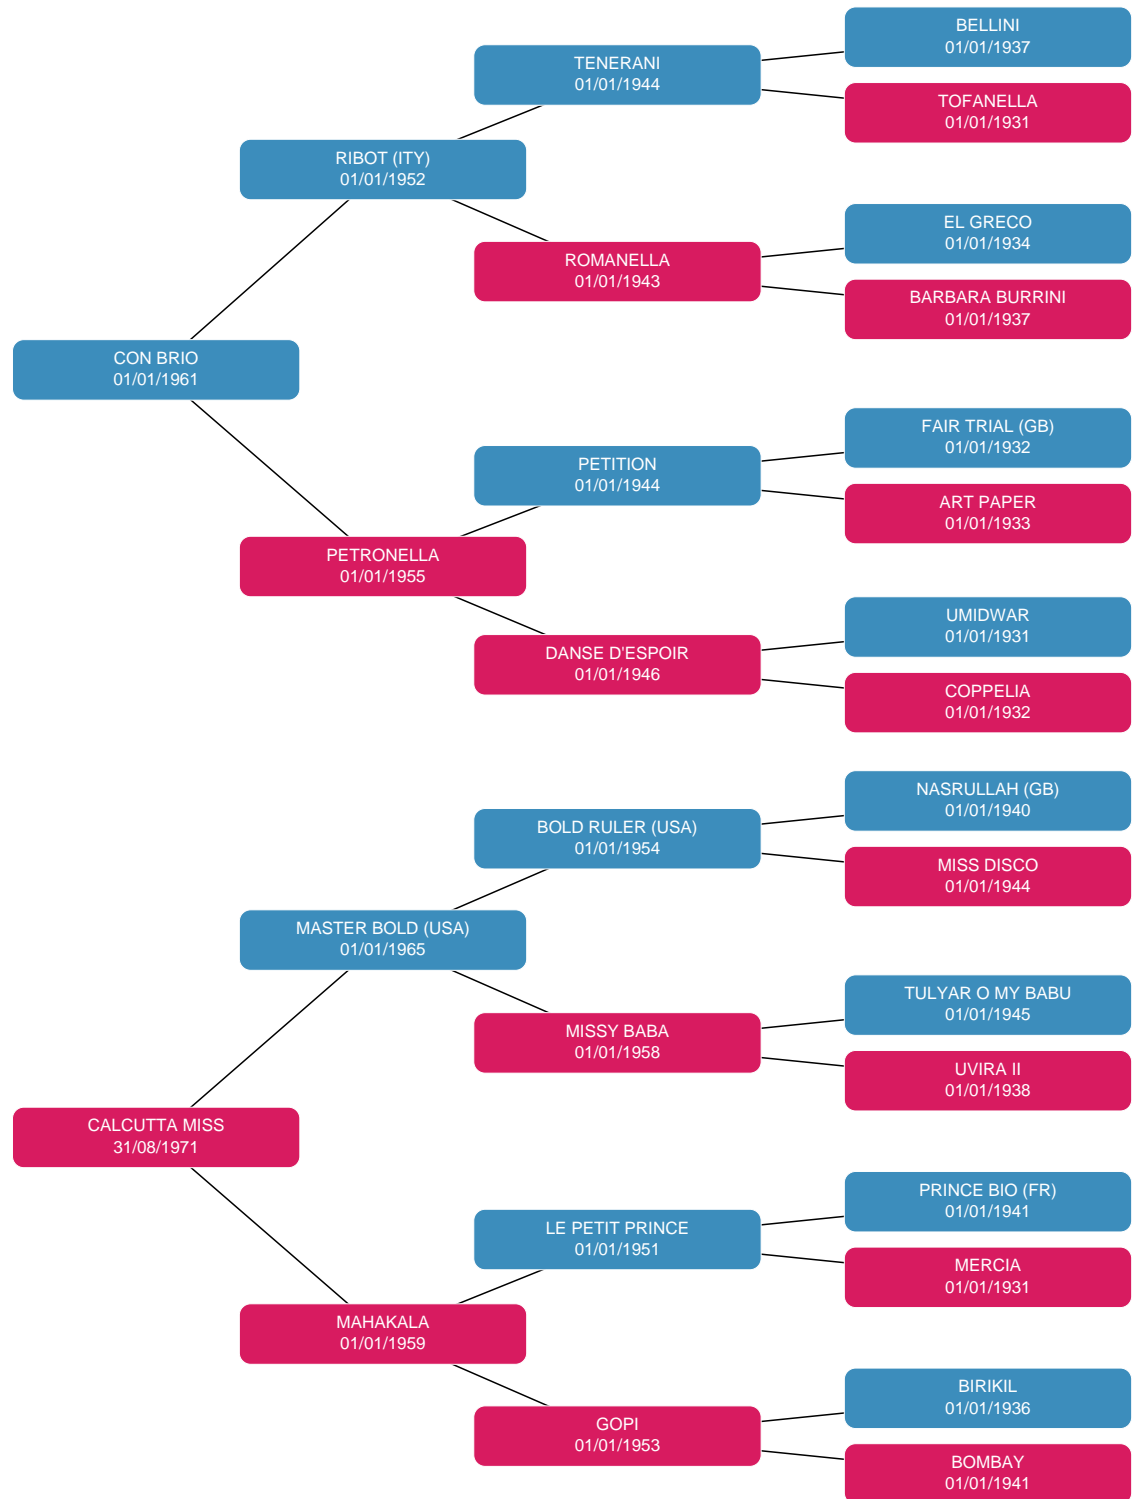 BELLINI
01/01/1937
TENERANI
01/01/1944
TOFANELLA
01/01/1931
RIBOT (ITY)
01/01/1952
EL GRECO
01/01/1934
ROMANELLA
01/01/1943
BARBARA BURRINI
01/01/1937
CON BRIO
01/01/1961
FAIR TRIAL (GB)
01/01/1932
PETITION
01/01/1944
ART PAPER
01/01/1933
PETRONELLA
01/01/1955
UMIDWAR
01/01/1931
DANSE D'ESPOIR
01/01/1946
COPPELIA
01/01/1932
NASRULLAH (GB)
01/01/1940
BOLD RULER (USA)
01/01/1954
MISS DISCO
01/01/1944
MASTER BOLD (USA)
01/01/1965
TULYAR O MY BABU
01/01/1945
MISSY BABA
01/01/1958
UVIRA II
01/01/1938
CALCUTTA MISS
31/08/1971
PRINCE BIO (FR)
01/01/1941
LE PETIT PRINCE
01/01/1951
MERCIA
01/01/1931
MAHAKALA
01/01/1959
BIRIKIL
01/01/1936
GOPI
01/01/1953
BOMBAY
01/01/1941